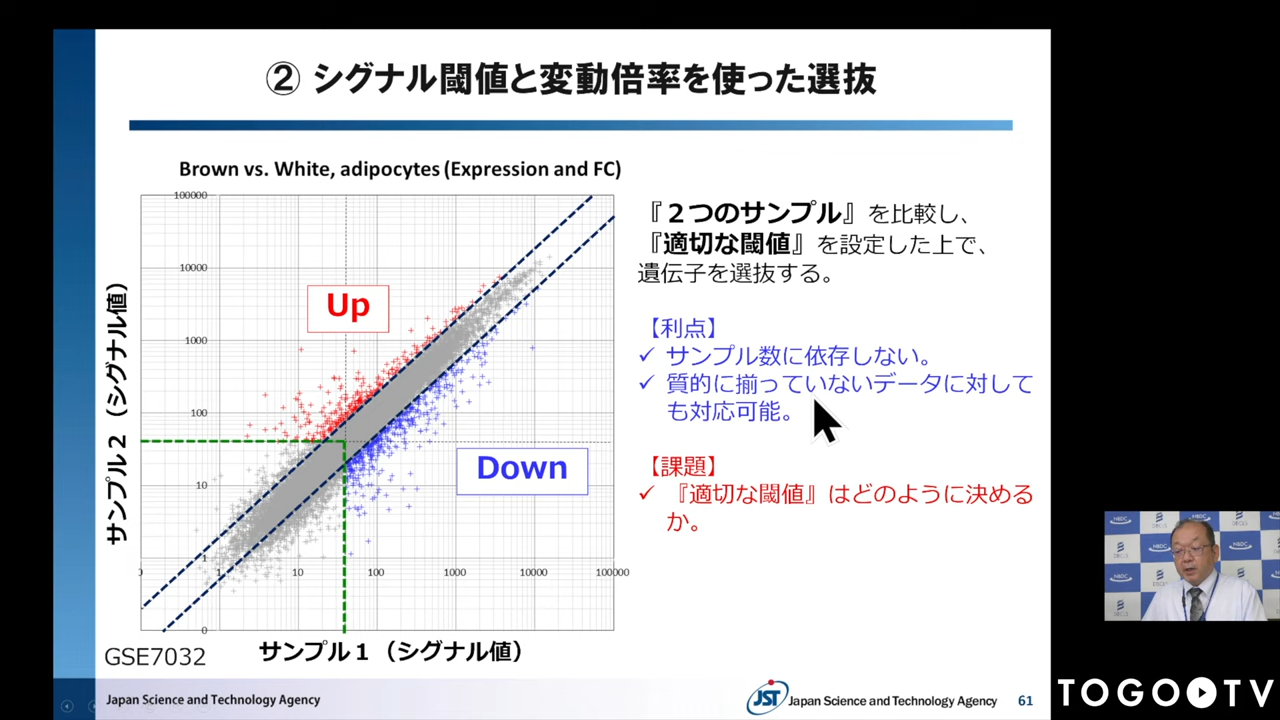 ② シグナル閾値と変動倍率を使った選抜
Brown vs. White, adipocytes (Expression and FC)
100000
10000
1000
100
10
1
0
サンプル２（シグナル値）
Up
Down
0
1
10
100
1000
10000
100000
サンプル１（シグナル値）
GSE7032
『２つのサンプル』を比較し、
『適切な閾値』を設定した上で、
遺伝子を選抜する。
【利点】
✓ サンプル数に依存しない。
✓ 質的に揃っていないデータに対して
も対応可能。
【課題】
✓ 『適切な閾値』はどのように決める
か。
NBDC
Japan Science and Technology Agency
JST Japan Science and Technology Agency
61
TOGO TV